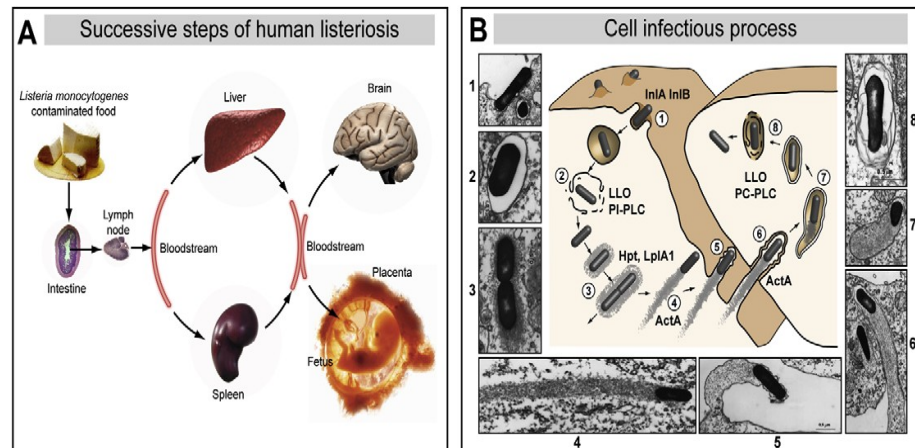 A
Successive steps of human listeriosis
Listeria monocytogenes
contaminated food
Liver
Brain
Lymph
node
Bloodstream
Bloodstream
Intestine
Placenta
Fetus
Spleen
B
Cell infectious process
1
2
3
InlA InlB
1
2
LLO
PI-PLC
Hpt, LplA1
3
4
ActA
5
6
ActA
7
8
LLO
PC-PLC
8
7
6
4
5